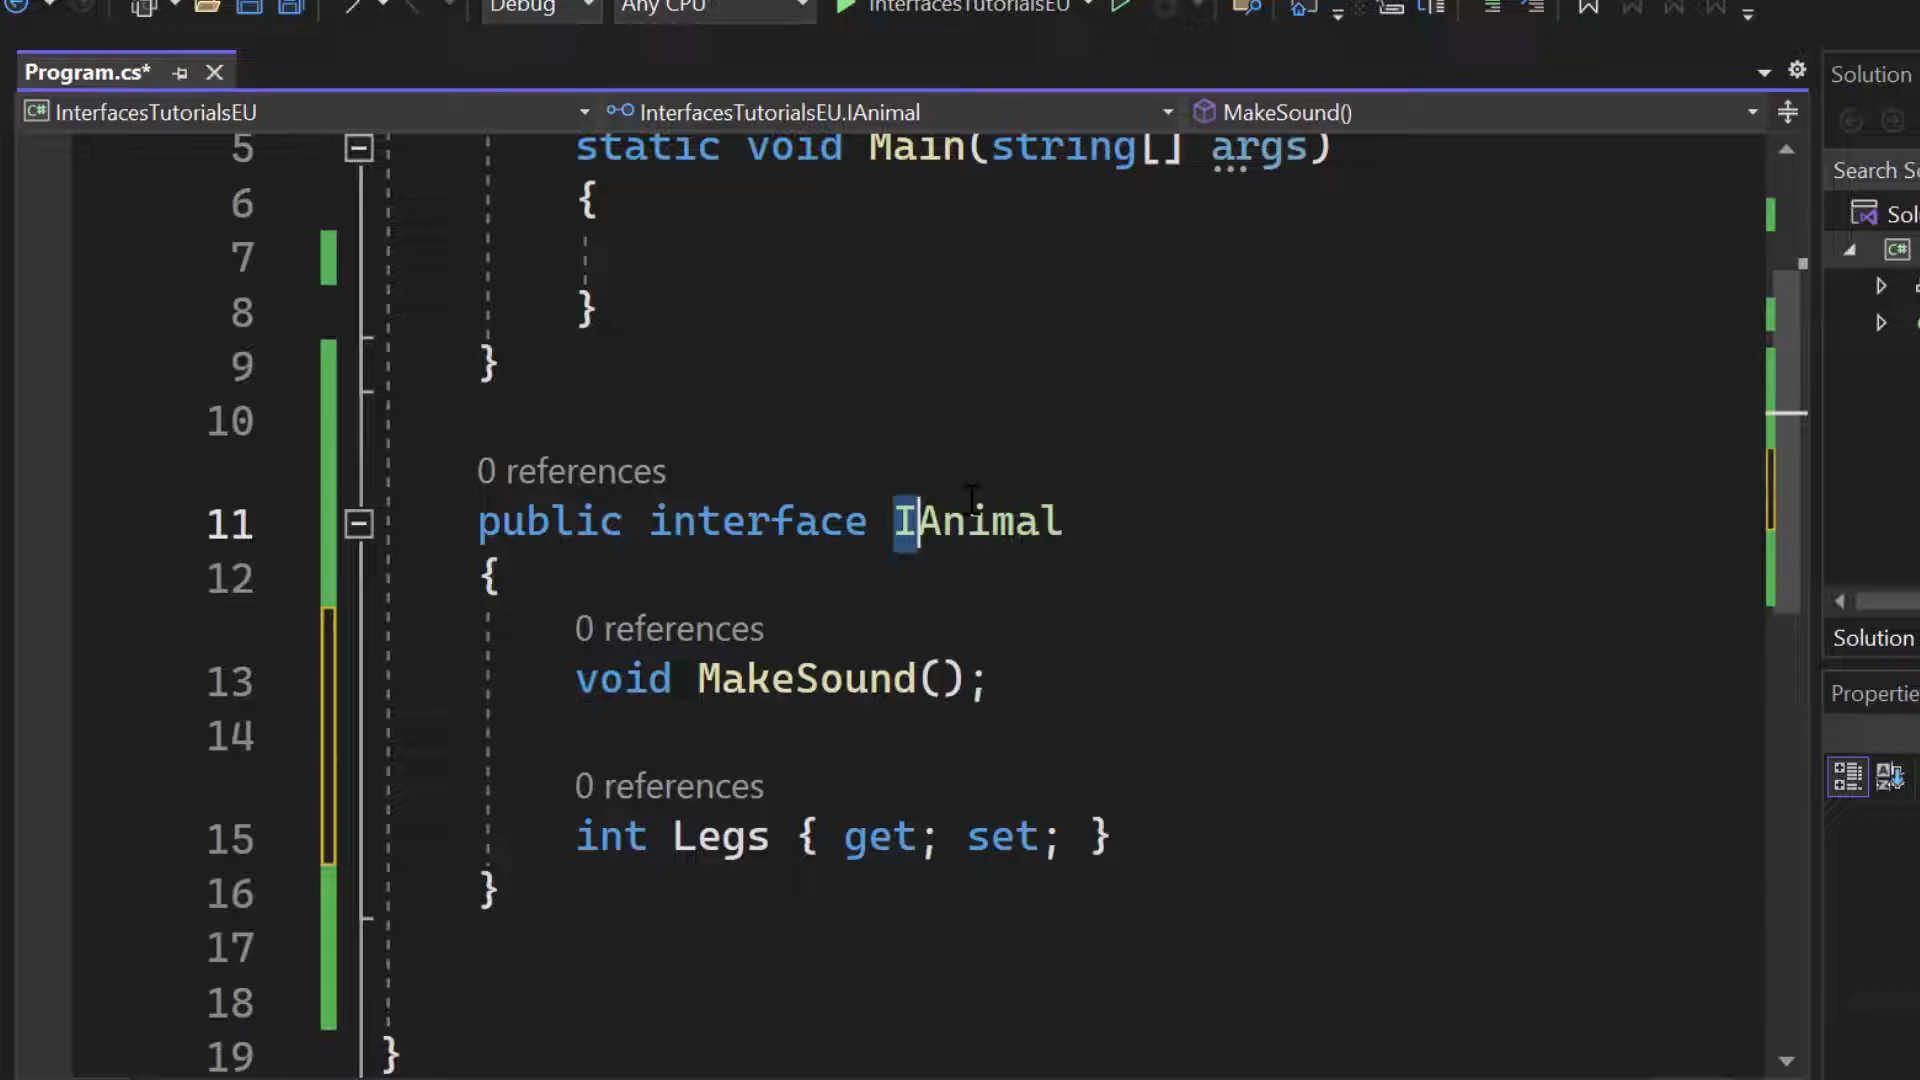 Debug Any CPU InterfacesTutorialsEU
Program.cs* Solution
C# InterfacesTutorialsEU InterfacesTutorialsEU.IAnimal MakeSound()
5 static void Main(string[] args)
6 {
7
8 }
9 }
10
0 references
11 public interface IAnimal
12 {
0 references
13 void MakeSound();
14
0 references
15 int Legs { get; set; }
16 }
17
18
19 }
Search S
Sol
C#
Solution
Propertie